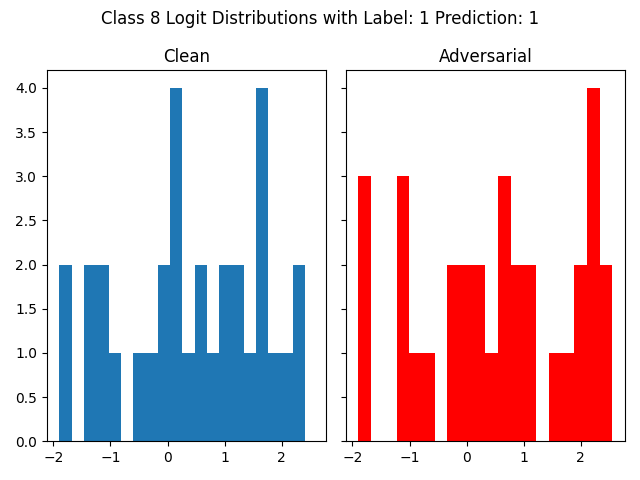 Class 8 Logit Distributions with Label: 1 Prediction: 1
Clean
Adversarial
4.0
3.5
3.0
2.5
2.0
1.5
1.0
0.5
0.0
−2 −1 0 1 2
−2 −1 0 1 2